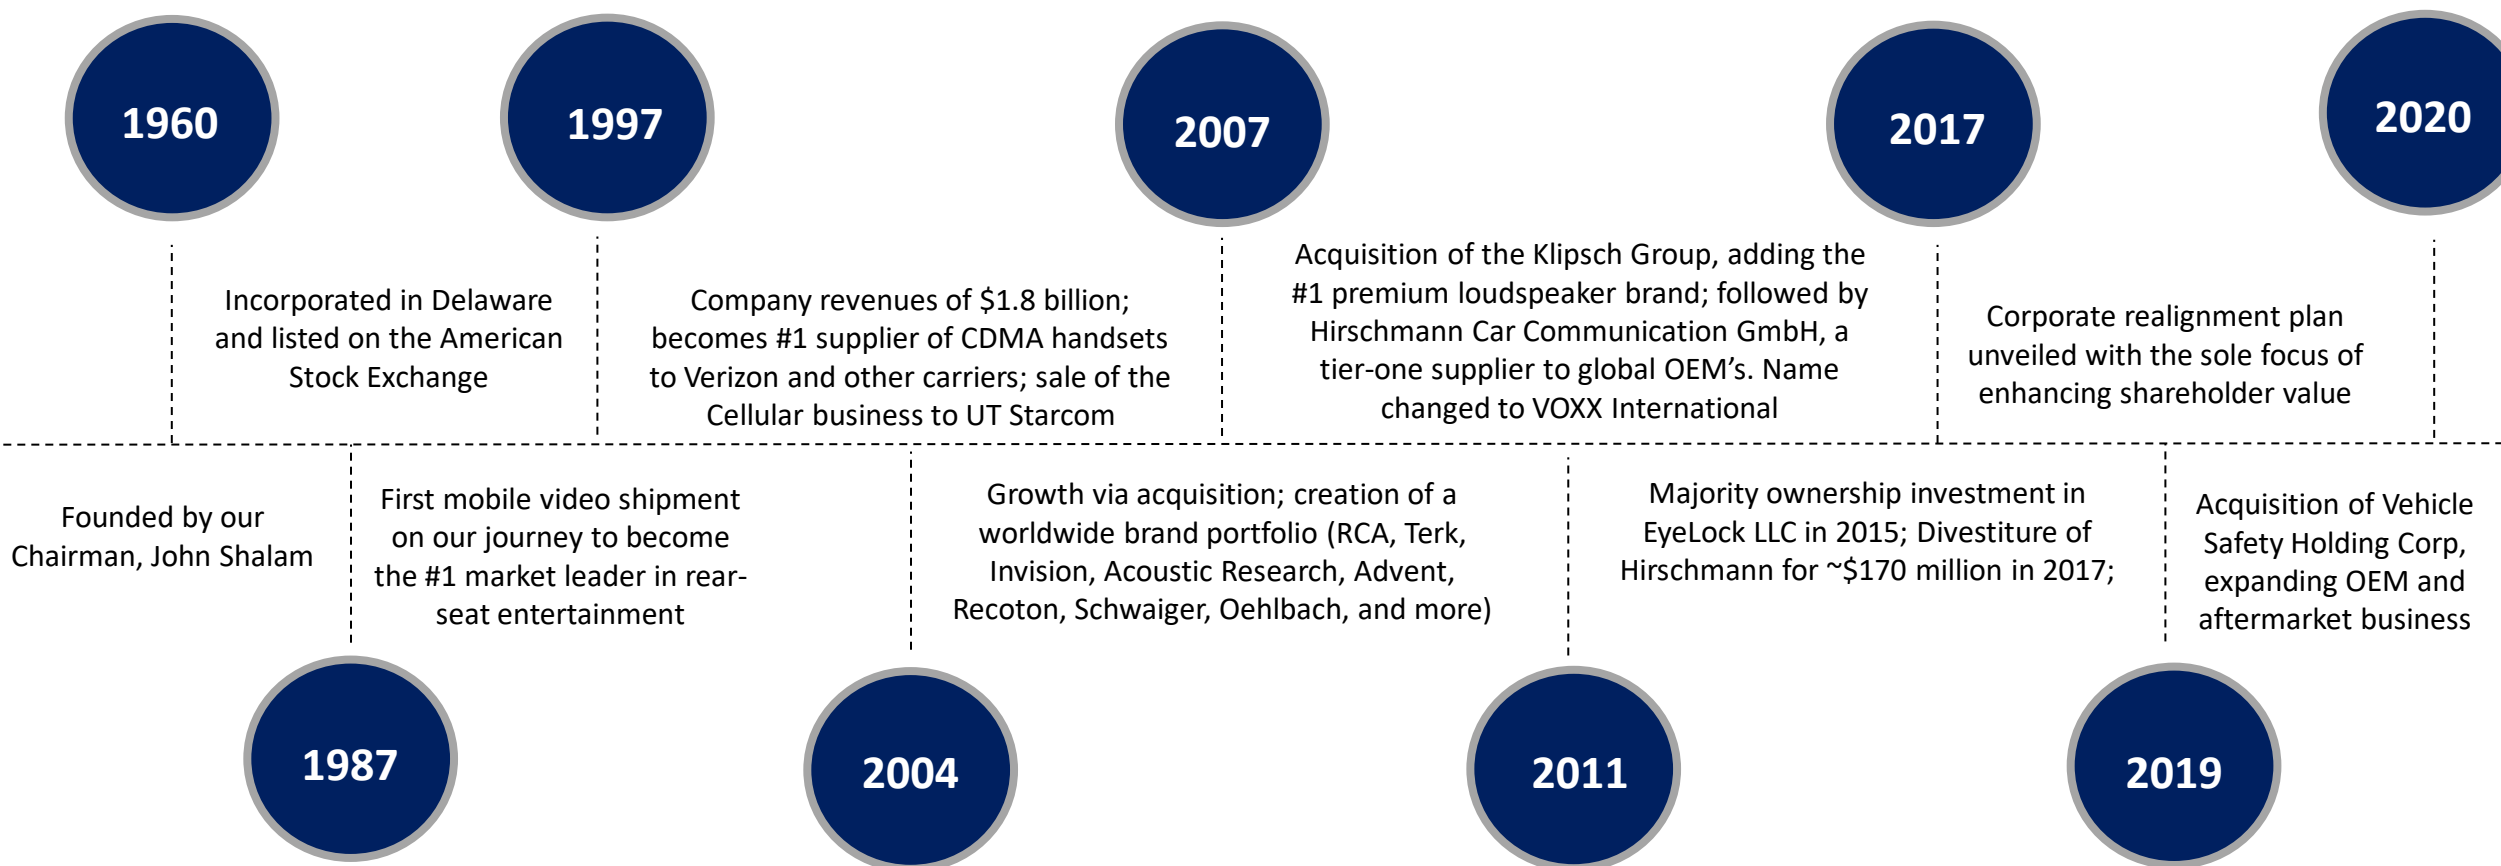 1960
1997
2007
2017
2020
Incorporated in Delaware
and listed on the American
Stock Exchange
Company revenues of $1.8 billion;
becomes #1 supplier of CDMA handsets
to Verizon and other carriers; sale of the
Cellular business to UT Starcom
Acquisition of the Klipsch Group, adding the
#1 premium loudspeaker brand; followed by
Hirschmann Car Communication GmbH, a
tier-one supplier to global OEM’s. Name
changed to VOXX International
Corporate realignment plan
unveiled with the sole focus of
enhancing shareholder value
Founded by our
Chairman, John Shalam
First mobile video shipment
on our journey to become
the #1 market leader in rear-
seat entertainment
Growth via acquisition; creation of a
worldwide brand portfolio (RCA, Terk,
Invision, Acoustic Research, Advent,
Recoton, Schwaiger, Oehlbach, and more)
Majority ownership investment in
EyeLock LLC in 2015; Divestiture of
Hirschmann for ~$170 million in 2017;
Acquisition of Vehicle
Safety Holding Corp,
expanding OEM and
aftermarket business
1987
2004
2011
2019